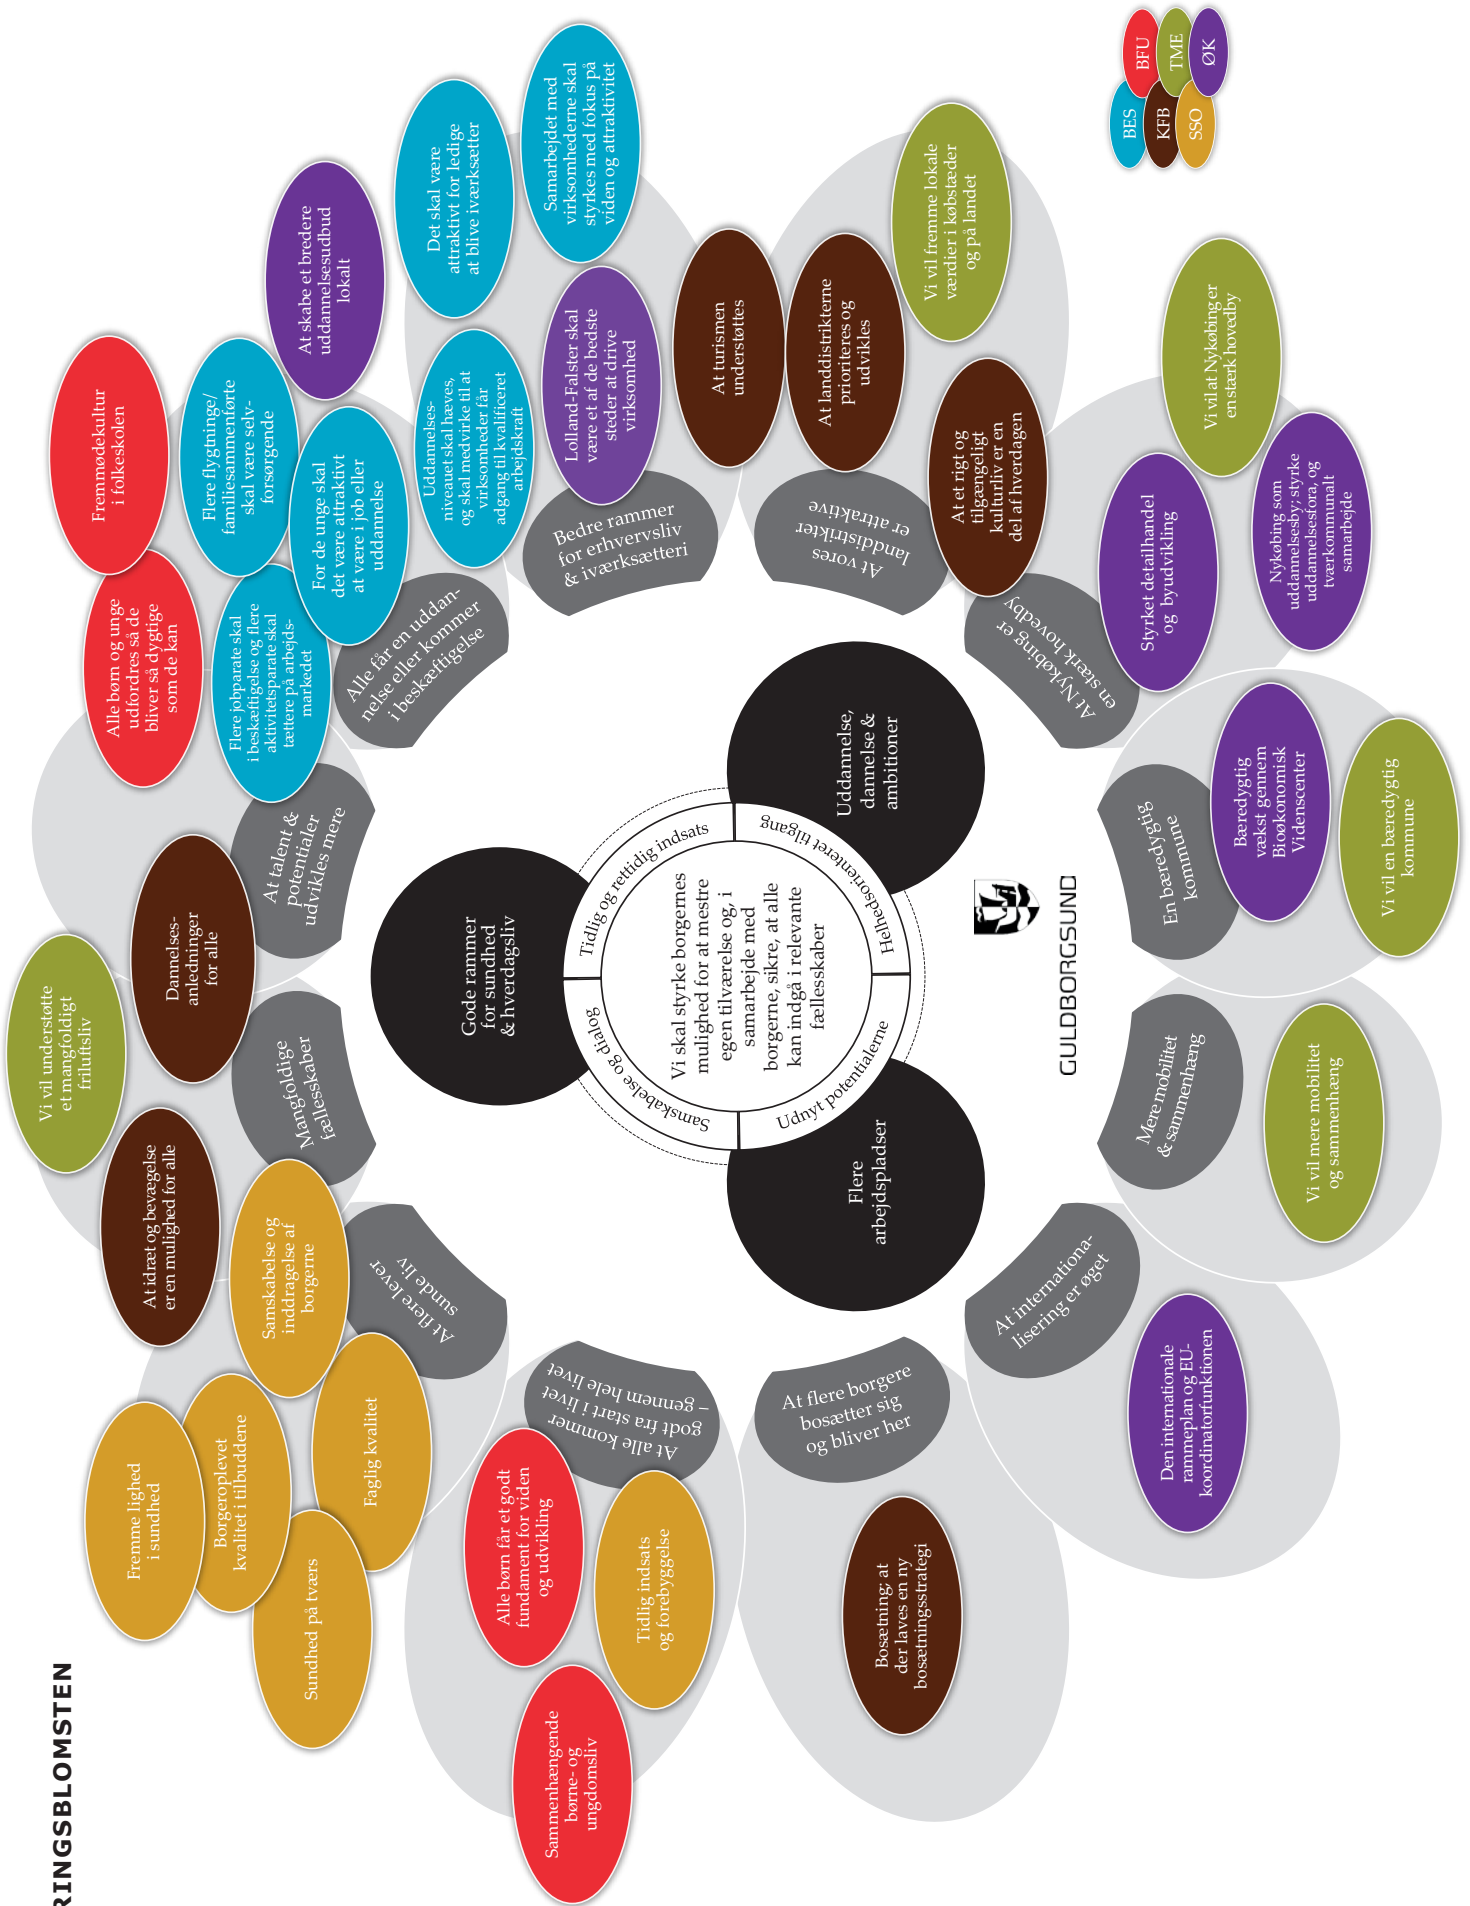 RINGSBLOMSTEN
Vi skal styrke borgernes
mulighed for at mestre
egen tilværelse og, i
samarbejde med
borgerne, sikre, at alle
kan indgå i relevante
fællesskaber
Tidlig og rettidig indsats
Helhedsorienteret tilgang
Udnyt potentialerne
Samskabelse og dialog
Gode rammer
for sundhed
& hverdagsliv
Uddannelse,
dannelse &
ambitioner
Flere
arbejdspladser
Mangfoldige
fællesskaber
Vi vil understøtte
et mangfoldigt
friluftsliv
At idræt og bevægelse
er en mulighed for alle
Dannelses-
anledninger
for alle
At talent &
potentialer
udvikles mere
Alle børn og unge
udfordres så de
bliver så dygtige
som de kan
Fremmødekultur
i folkeskolen
Alle får en uddan-
nelse eller kommer
i beskæftigelse
Flere jobparate skal
i beskæftigelse og flere
aktivitetsparate skal
tættere på arbejds-
markedet
Flere flygtninge/
familiesammenførte
skal være selv-
forsørgende
For de unge skal
det være attraktivt
at være i job eller
uddannelse
At skabe et bredere
uddannelsesudbud
lokalt
Bedre rammer
for erhvervsliv
& iværksætteri
Uddannelses-
niveauet skal hæves,
og skal medvirke til at
virksomheder får
adgang til kvalificeret
arbejdskraft
Det skal være
attraktivt for ledige
at blive iværksætter
Samarbejdet med
virksomhederne skal
styrkes med fokus på
viden og attraktivitet
Lolland-Falster skal
være et af de bedste
steder at drive
virksomhed
At turismen
understøttes
At vores
landdistrikter
er attraktive
At landdistrikterne
prioriteres og
udvikles
Vi vil fremme lokale
værdier i købstæder
og på landet
At et rigt og
tilgængeligt
kulturliv er en
del af hverdagen
At Nykøbing er
en stærk hovedby
Styrket detailhandel
og byudvikling
Vi vil at Nykøbing er
en stærk hovedby
Nykøbing som
uddannelsesby; styrke
uddannelsesfora, og
tværkommunalt
samarbejde
En bæredygtig
kommune
Bæredygtig
vækst gennem
Bioøkonomisk
Videnscenter
Vi vil en bæredygtig
kommune
Mere mobilitet
& sammenhæng
Vi vil mere mobilitet
og sammenhæng
At internationa-
lisering er øget
Den internationale
rammeplan og EU-
koordinatorfunktionen
At flere borgere
bosætter sig
og bliver her
Bosætning; at
der laves en ny
bosætningsstrategi
At alle kommer
godt fra start i livet
– gennem hele livet
Alle børn får et godt
fundament for viden
og udvikling
Tidlig indsats
og forebyggelse
Sammenhængende
børne- og
ungdomsliv
At flere lever
sunde liv
Samskabelse og
inddragelse af
borgerne
Faglig kvalitet
Borgeroplevet
kvalitet i tilbuddene
Fremme lighed
i sundhed
Sundhed på tværs
GULDBORGSUND
BES
BFU
KFB
TME
SSO
ØK